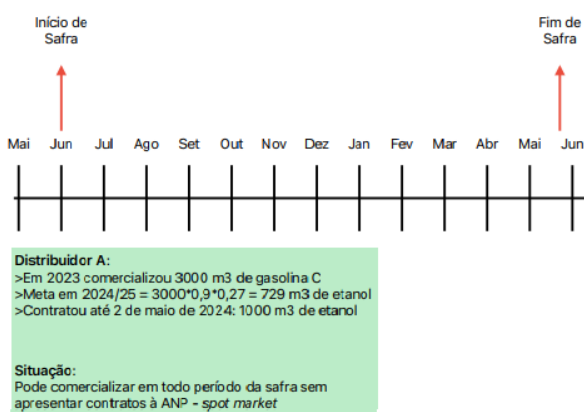 Início de
Safra
Fim de
Safra
Mai Jun Jul Ago Set Out Nov Dez Jan Fev Mar Abr Mai Jun
Distribuidor A:
>Em 2023 comercializou 3000 m3 de gasolina C
>Meta em 2024/25 = 3000*0,9*0,27 = 729 m3 de etanol
>Contratou até 2 de maio de 2024: 1000 m3 de etanol
Situação:
Pode comercializar em todo período da safra sem
apresentar contratos à ANP - spot market